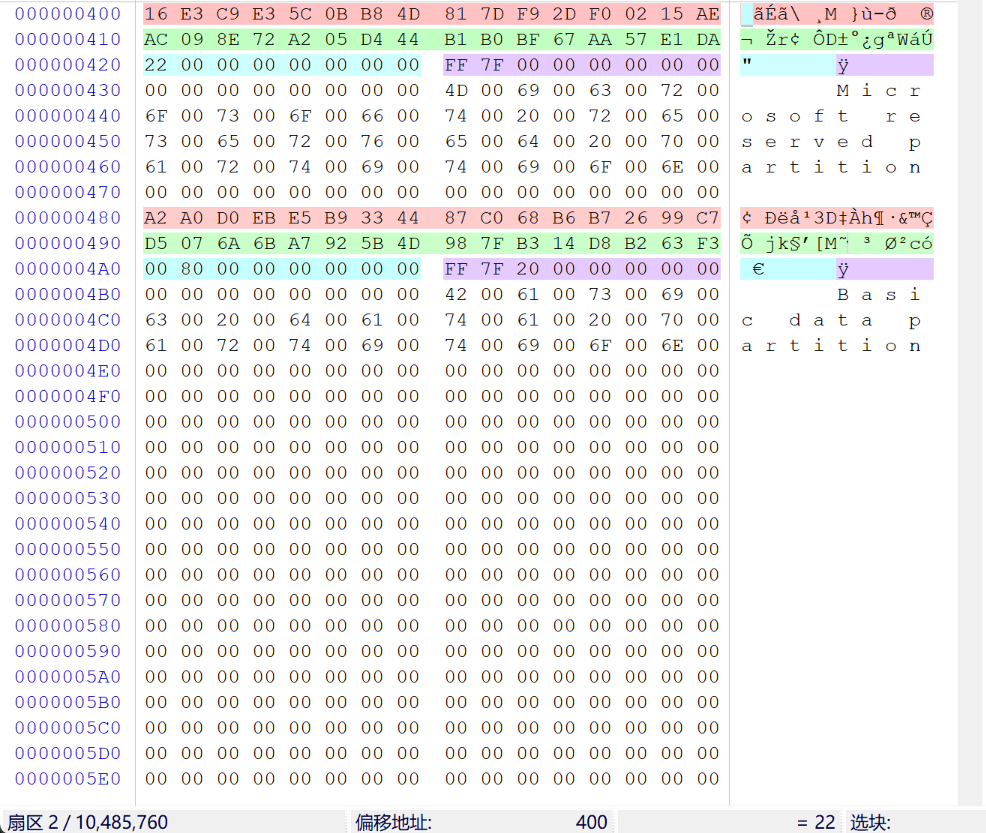 000000400 16 E3 C9 E3 5C 0B B8 4D 81 7D F9 2D F0 02 15 AE ãÉã\ ¸M }ù-ð ®
000000410 AC 09 8E 72 A2 05 D4 44 B1 B0 BF 67 AA 57 E1 DA ¬ Žr¢ ÔD±°¿gªWáÚ
000000420 22 00 00 00 00 00 00 00 FF 7F 00 00 00 00 00 00 " ÿ
000000430 00 00 00 00 00 00 00 00 4D 00 69 00 63 00 72 00 M i c r
000000440 6F 00 73 00 6F 00 66 00 74 00 20 00 72 00 65 00 o s o f t r e
000000450 73 00 65 00 72 00 76 00 65 00 64 00 20 00 70 00 s e r v e d p
000000460 61 00 72 00 74 00 69 00 74 00 69 00 6F 00 6E 00 a r t i t i o n
000000470 00 00 00 00 00 00 00 00 00 00 00 00 00 00 00 00
000000480 A2 A0 D0 EB E5 B9 33 44 87 C0 68 B6 B7 26 99 C7 ¢ Ðëå¹3D‡Àh¶·&™Ç
000000490 D5 07 6A 6B A7 92 5B 4D 98 7F B3 14 D8 B2 63 F3 Õ jk§’[M˜ ³ Ø²có
0000004A0 00 80 00 00 00 00 00 00 FF 7F 20 00 00 00 00 00 € ÿ
0000004B0 00 00 00 00 00 00 00 00 42 00 61 00 73 00 69 00 B a s i
0000004C0 63 00 20 00 64 00 61 00 74 00 61 00 20 00 70 00 c d a t a p
0000004D0 61 00 72 00 74 00 69 00 74 00 69 00 6F 00 6E 00 a r t i t i o n
0000004E0 00 00 00 00 00 00 00 00 00 00 00 00 00 00 00 00
0000004F0 00 00 00 00 00 00 00 00 00 00 00 00 00 00 00 00
000000500 00 00 00 00 00 00 00 00 00 00 00 00 00 00 00 00
000000510 00 00 00 00 00 00 00 00 00 00 00 00 00 00 00 00
000000520 00 00 00 00 00 00 00 00 00 00 00 00 00 00 00 00
000000530 00 00 00 00 00 00 00 00 00 00 00 00 00 00 00 00
000000540 00 00 00 00 00 00 00 00 00 00 00 00 00 00 00 00
000000550 00 00 00 00 00 00 00 00 00 00 00 00 00 00 00 00
000000560 00 00 00 00 00 00 00 00 00 00 00 00 00 00 00 00
000000570 00 00 00 00 00 00 00 00 00 00 00 00 00 00 00 00
000000580 00 00 00 00 00 00 00 00 00 00 00 00 00 00 00 00
000000590 00 00 00 00 00 00 00 00 00 00 00 00 00 00 00 00
0000005A0 00 00 00 00 00 00 00 00 00 00 00 00 00 00 00 00
0000005B0 00 00 00 00 00 00 00 00 00 00 00 00 00 00 00 00
0000005C0 00 00 00 00 00 00 00 00 00 00 00 00 00 00 00 00
0000005D0 00 00 00 00 00 00 00 00 00 00 00 00 00 00 00 00
0000005E0 00 00 00 00 00 00 00 00 00 00 00 00 00 00 00 00
扇区 2 / 10,485,760 偏移地址: 400 = 22 选块: